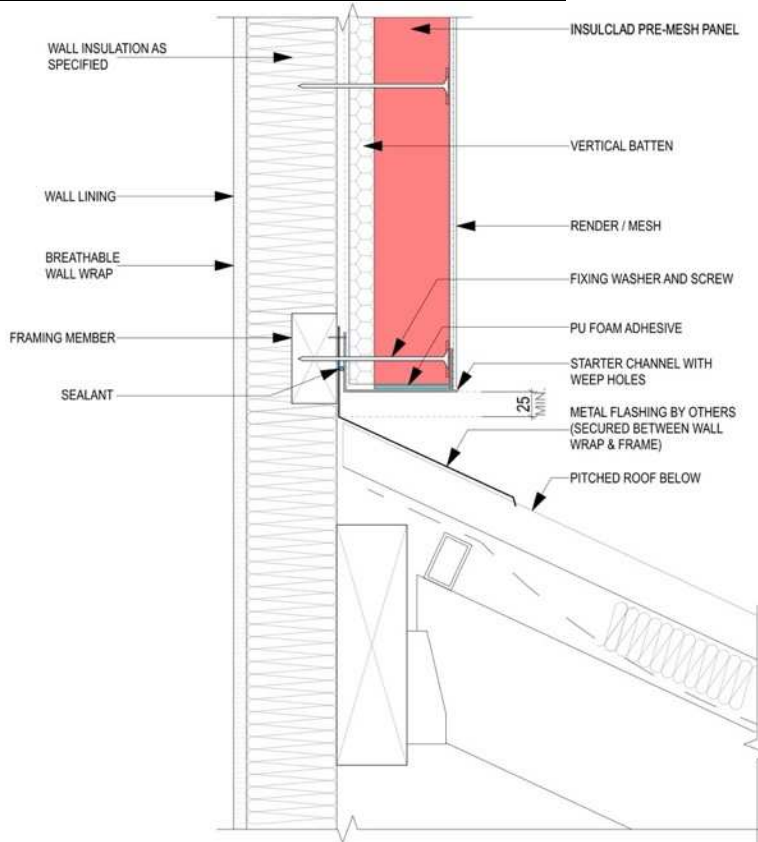 INSULCLAD PRE-MESH PANEL
WALL INSULATION AS
SPECIFIED
VERTICAL BATTEN
WALL LINING
RENDER / MESH
BREATHABLE
WALL WRAP
FIXING WASHER AND SCREW
PU FOAM ADHESIVE
FRAMING MEMBER
STARTER CHANNEL WITH
WEEP HOLES
SEALANT
25
MIN.
METAL FLASHING BY OTHERS
(SECURED BETWEEN WALL
WRAP & FRAME)
PITCHED ROOF BELOW